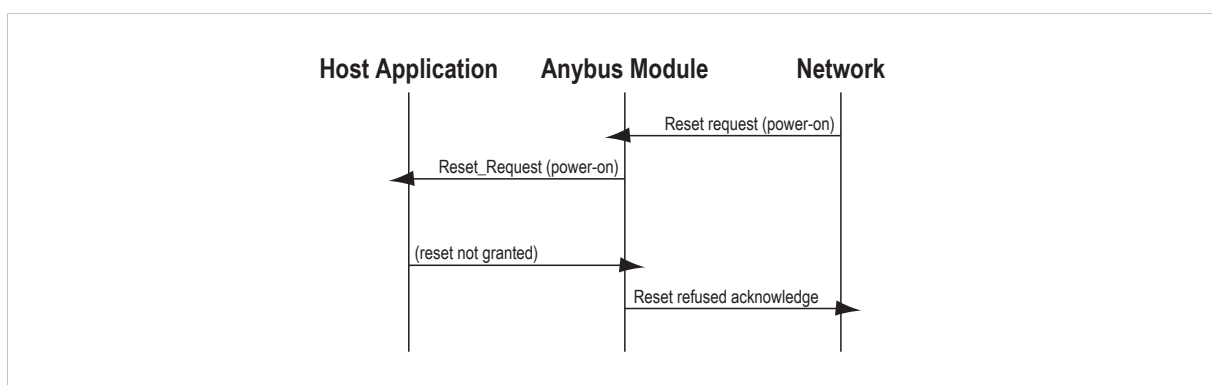 Host Application Anybus Module Network
Reset request (power-on)
Reset_Request (power-on)
(reset not granted)
Reset refused acknowledge